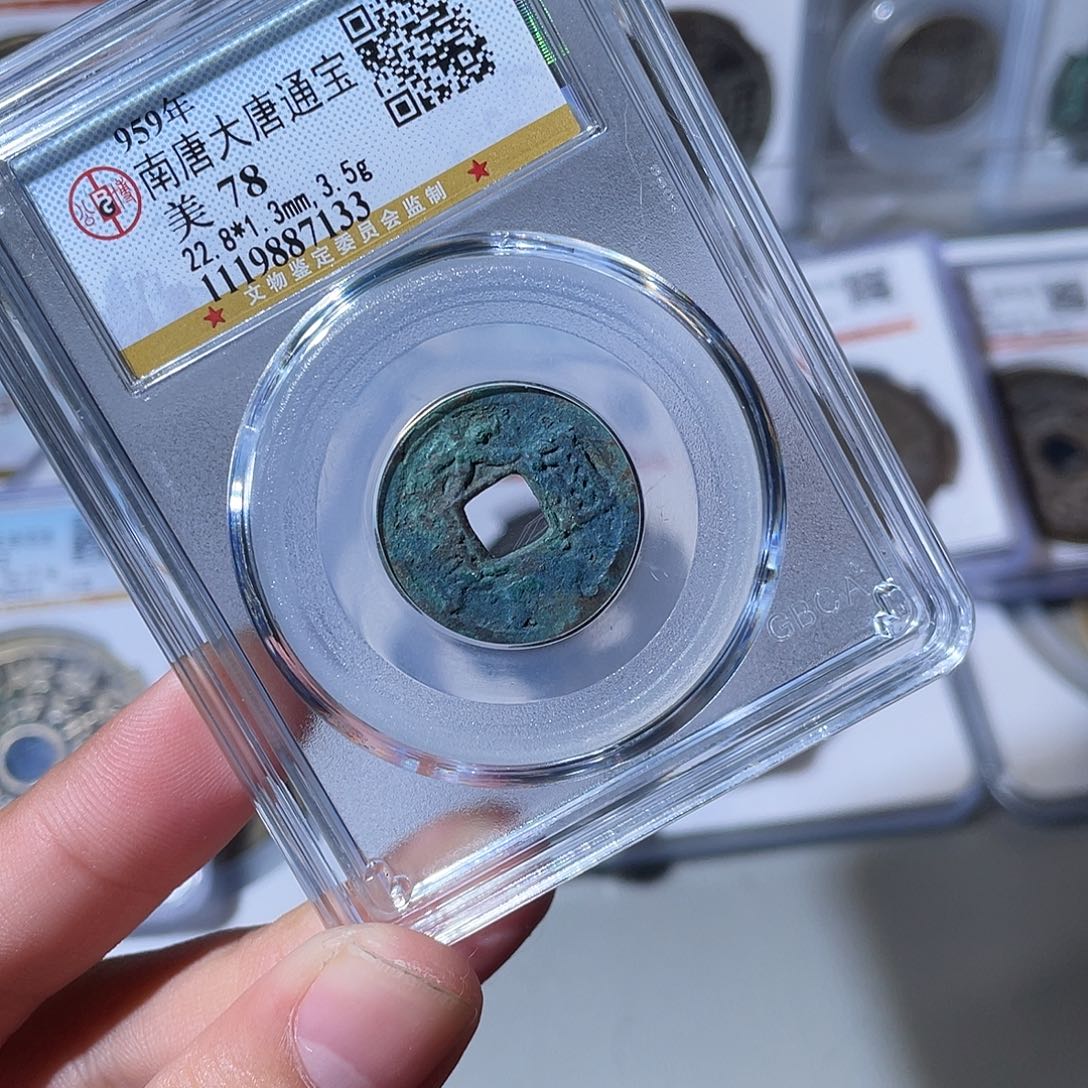 959年
南唐大唐通宝
美 78
22.8*1.3mm, 3.5g
1119887133
★ 文物鉴定委员会监制 ★
GBCA